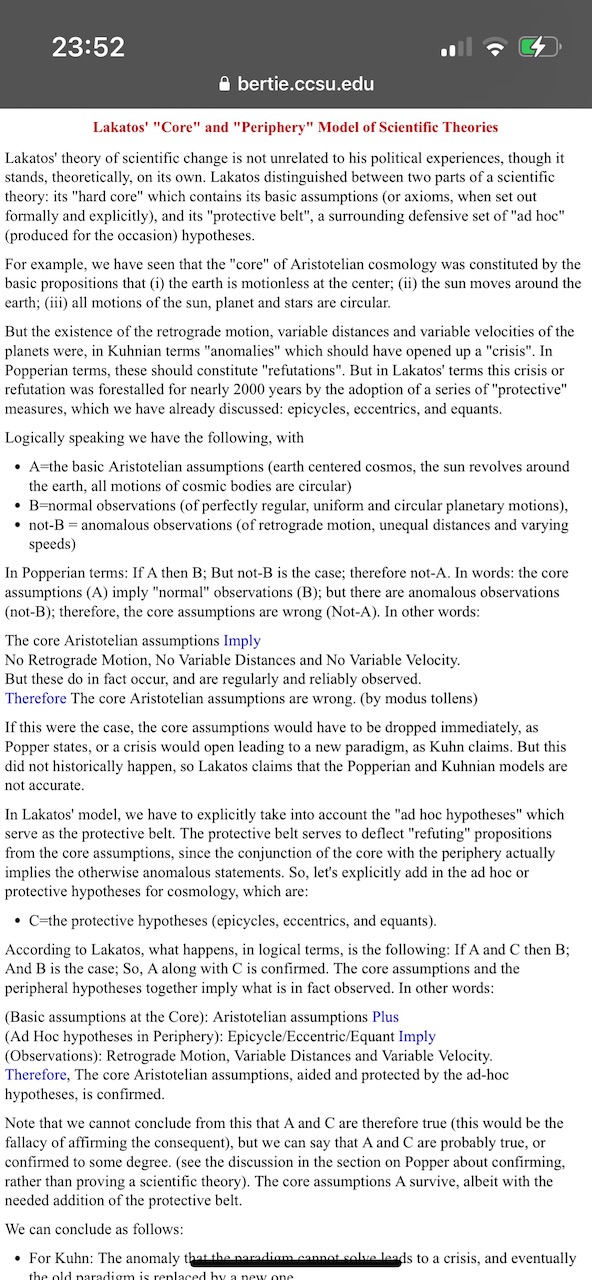 23:52
bertie.ccsu.edu
Lakatos' "Core" and "Periphery" Model of Scientific Theories
Lakatos' theory of scientific change is not unrelated to his political experiences, though it
stands, theoretically, on its own. Lakatos distinguished between two parts of a scientific
theory: its "hard core" which contains its basic assumptions (or axioms, when set out
formally and explicitly), and its "protective belt", a surrounding defensive set of "ad hoc"
(produced for the occasion) hypotheses.
For example, we have seen that the "core" of Aristotelian cosmology was constituted by the
basic propositions that (i) the earth is motionless at the center; (ii) the sun moves around the
earth; (iii) all motions of the sun, planet and stars are circular.
But the existence of the retrograde motion, variable distances and variable velocities of the
planets were, in Kuhnian terms "anomalies" which should have opened up a "crisis". In
Popperian terms, these should constitute "refutations". But in Lakatos' terms this crisis or
refutation was forestalled for nearly 2000 years by the adoption of a series of "protective"
measures, which we have already discussed: epicycles, eccentrics, and equants.
Logically speaking we have the following, with
• A=the basic Aristotelian assumptions (earth centered cosmos, the sun revolves around
the earth, all motions of cosmic bodies are circular)
• B=normal observations (of perfectly regular, uniform and circular planetary motions),
• not-B = anomalous observations (of retrograde motion, unequal distances and varying
speeds)
In Popperian terms: If A then B; But not-B is the case; therefore not-A. In words: the core
assumptions (A) imply "normal" observations (B); but there are anomalous observations
(not-B); therefore, the core assumptions are wrong (Not-A). In other words:
The core Aristotelian assumptions Imply
No Retrograde Motion, No Variable Distances and No Variable Velocity.
But these do in fact occur, and are regularly and reliably observed.
Therefore The core Aristotelian assumptions are wrong. (by modus tollens)
If this were the case, the core assumptions would have to be dropped immediately, as
Popper states, or a crisis would open leading to a new paradigm, as Kuhn claims. But this
did not historically happen, so Lakatos claims that the Popperian and Kuhnian models are
not accurate.
In Lakatos' model, we have to explicitly take into account the "ad hoc hypotheses" which
serve as the protective belt. The protective belt serves to deflect "refuting" propositions
from the core assumptions, since the conjunction of the core with the periphery actually
implies the otherwise anomalous statements. So, let's explicitly add in the ad hoc or
protective hypotheses for cosmology, which are:
• C=the protective hypotheses (epicycles, eccentrics, and equants).
According to Lakatos, what happens, in logical terms, is the following: If A and C then B;
And B is the case; So, A along with C is confirmed. The core assumptions and the
peripheral hypotheses together imply what is in fact observed. In other words:
(Basic assumptions at the Core): Aristotelian assumptions Plus
(Ad Hoc hypotheses in Periphery): Epicycle/Eccentric/Equant Imply
(Observations): Retrograde Motion, Variable Distances and Variable Velocity.
Therefore, The core Aristotelian assumptions, aided and protected by the ad-hoc
hypotheses, is confirmed.
Note that we cannot conclude from this that A and C are therefore true (this would be the
fallacy of affirming the consequent), but we can say that A and C are probably true, or
confirmed to some degree. (see the discussion in the section on Popper about confirming,
rather than proving a scientific theory). The core assumptions A survive, albeit with the
needed addition of the protective belt.
We can conclude as follows:
• For Kuhn: The anomaly that the paradigm cannot solve leads to a crisis, and eventually
the old paradigm is replaced by a new one.